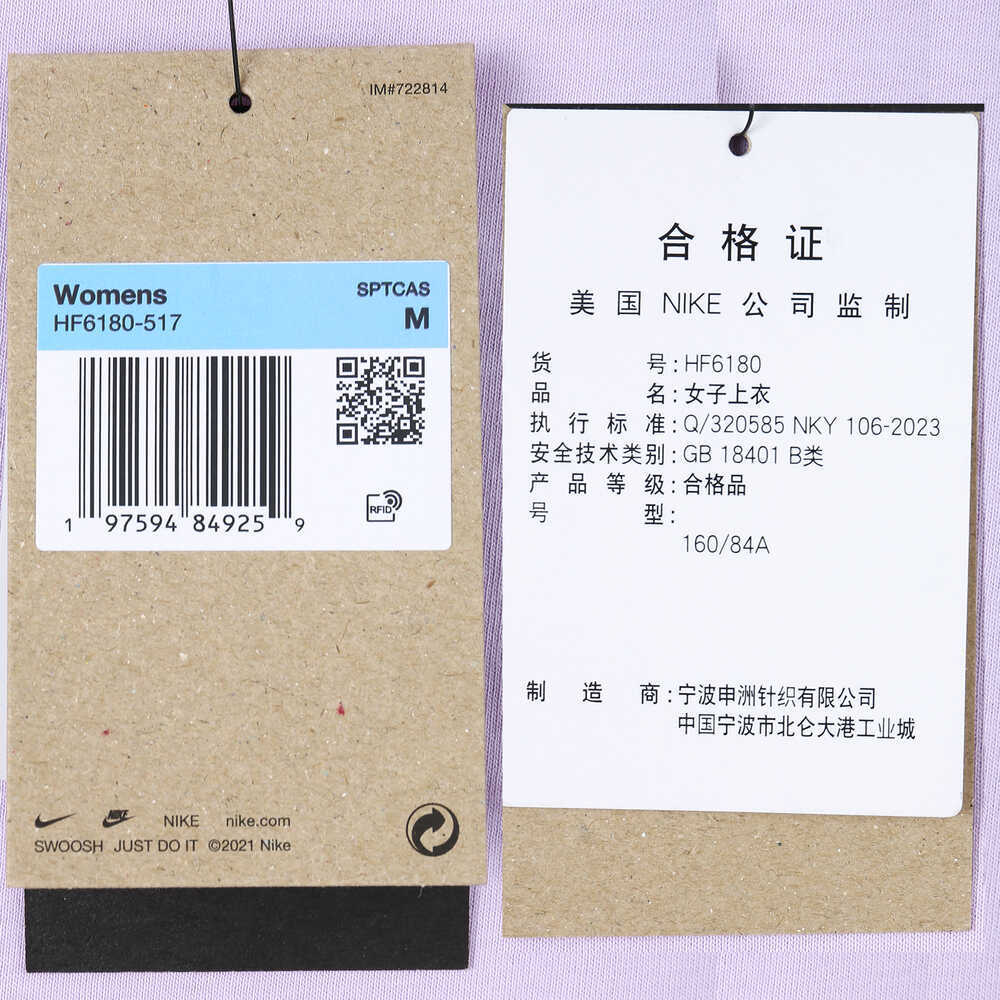 IM#722814
Womens
SPTCAS
HF6180-517
M
1 97594 84925 9
RFID
NIKE
NIKE nike.com
SWOOSH JUST DO IT ©2021 Nike
合格证
美国 NIKE 公司监制
货号:HF6180
品名:女子上衣
执行标准:Q/320585 NKY 106-2023
安全技术类别:GB 18401 B类
产品等级:合格品
号型:
160/84A
制造商:宁波申洲针织有限公司
中国宁波市北仑大港工业城